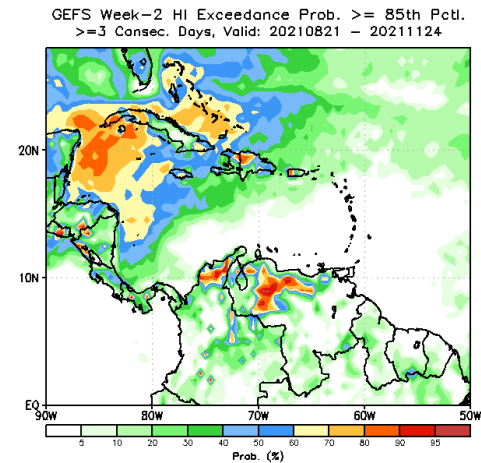 GEFS Week-2 HI Exceedance Prob. >= 85th Pctl.
>=3 Consec. Days, Valid: 20210821 - 20211124
20N
10N
EQ
90W 80W 70W 60W 50W
5 10 20 30 40 50 60 70 80 90 95
Prob. (%)